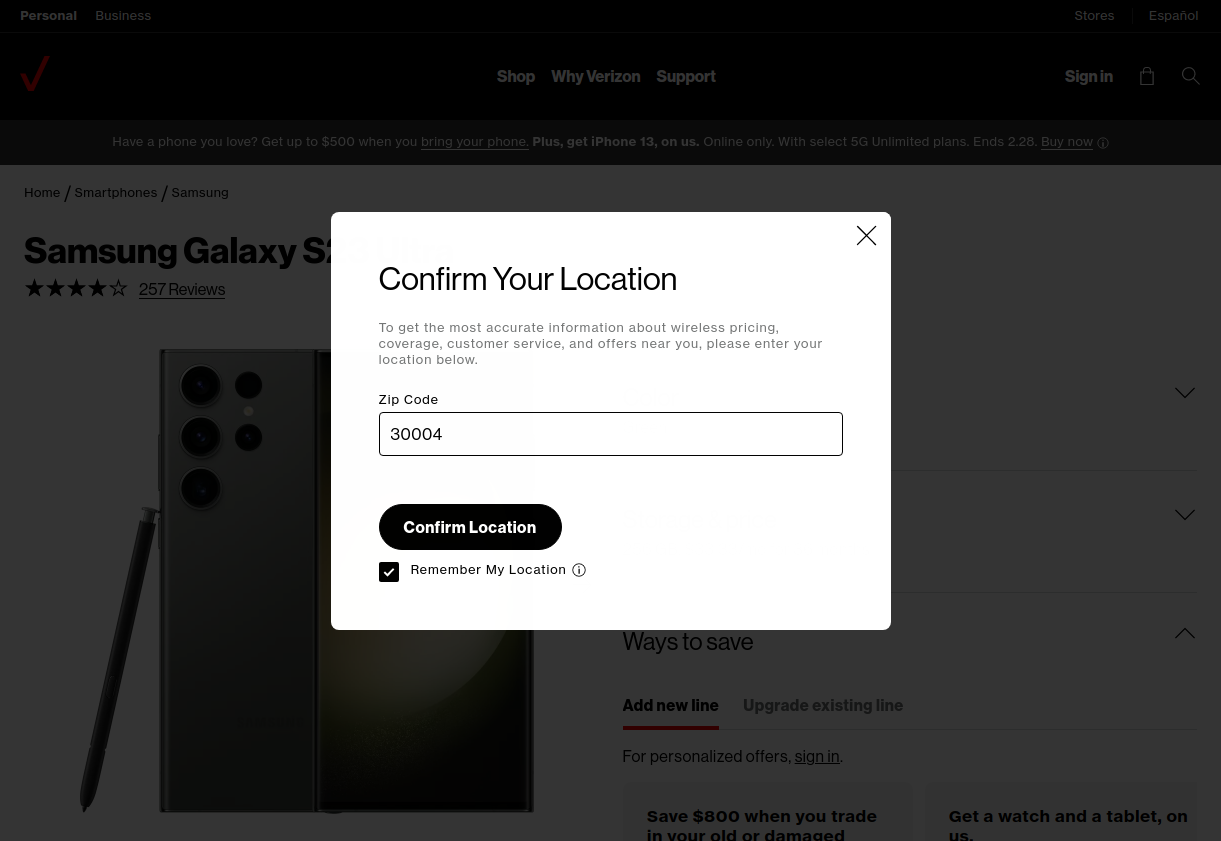 Personal Business Stores Español
Shop Why Verizon Support Sign in
Have a phone you love? Get up to $500 when you bring your phone. Plus, get iPhone 13, on us. Online only. With select 5G Unlimited plans. Ends 2.28. Buy now
Home / Smartphones / Samsung
Samsung Galaxy
257 Reviews
Confirm Your Location
To get the most accurate information about wireless pricing,
coverage, customer service, and offers near you, please enter your
location below.
Zip Code
30004
Confirm Location
Remember My Location
Ways to save
Add new line Upgrade existing line
For personalized offers, sign in.
Save $800 when you trade
in your old or damaged
Get a watch and a tablet, on
us.